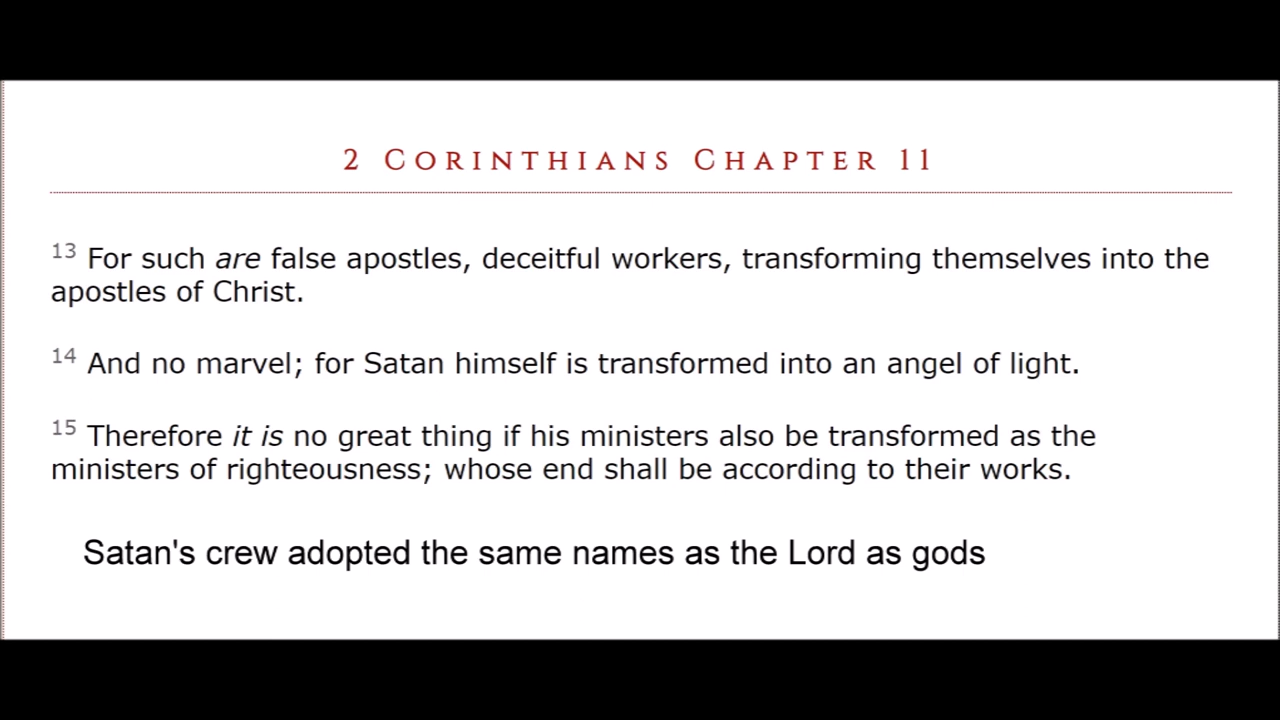 2 Corinthians Chapter 11
13 For such are false apostles, deceitful workers, transforming themselves into the
apostles of Christ.
14 And no marvel; for Satan himself is transformed into an angel of light.
15 Therefore it is no great thing if his ministers also be transformed as the
ministers of righteousness; whose end shall be according to their works.
Satan's crew adopted the same names as the Lord as gods